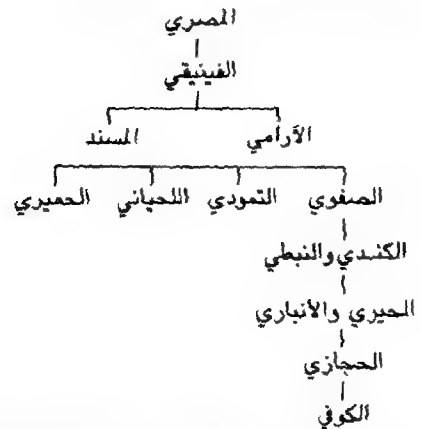 المصري
الفينيقي
الآرامي المسند
الصفوي الثمودي اللحياني الحميري
الكندي والنبطي
الحيري والأنباري
الحجازي
الكوفي